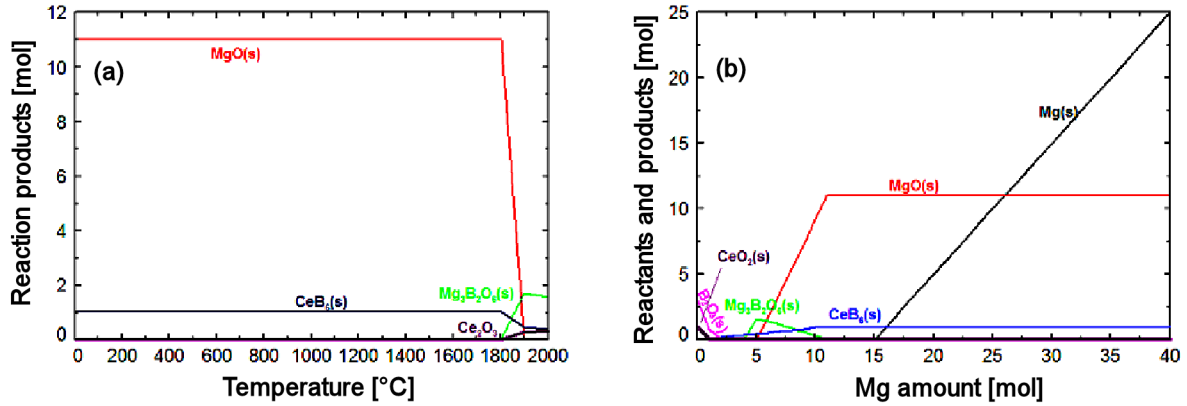 (a)
Reaction products [mol]
12
10
8
6
4
2
0
MgO(s)
CeB₆(s)
Mg₂B₂O₅(s)
Ce₂O₃
0 200 400 600 800 1000 1200 1400 1600 1800 2000
Temperature [°C]
(b)
Reactants and products [mol]
25
20
15
10
5
0
Mg(s)
MgO(s)
CeO₂(s)
B₂O₃(s)
Mg₂B₂O₅(s)
CeB₆(s)
0 5 10 15 20 25 30 35 40
Mg amount [mol]